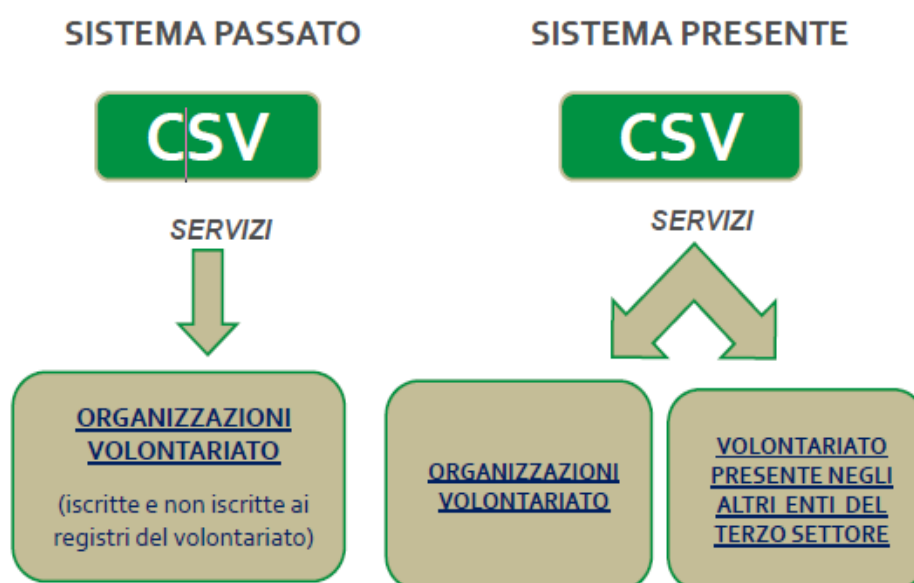 SISTEMA PASSATO
CSV
SERVIZI
ORGANIZZAZIONI
VOLONTARIATO
(iscritte e non iscritte ai
registri del volontariato)
SISTEMA PRESENTE
CSV
SERVIZI
ORGANIZZAZIONI
VOLONTARIATO
VOLONTARIATO
PRESENTE NEGLI
ALTRI ENTI DEL
TERZO SETTORE